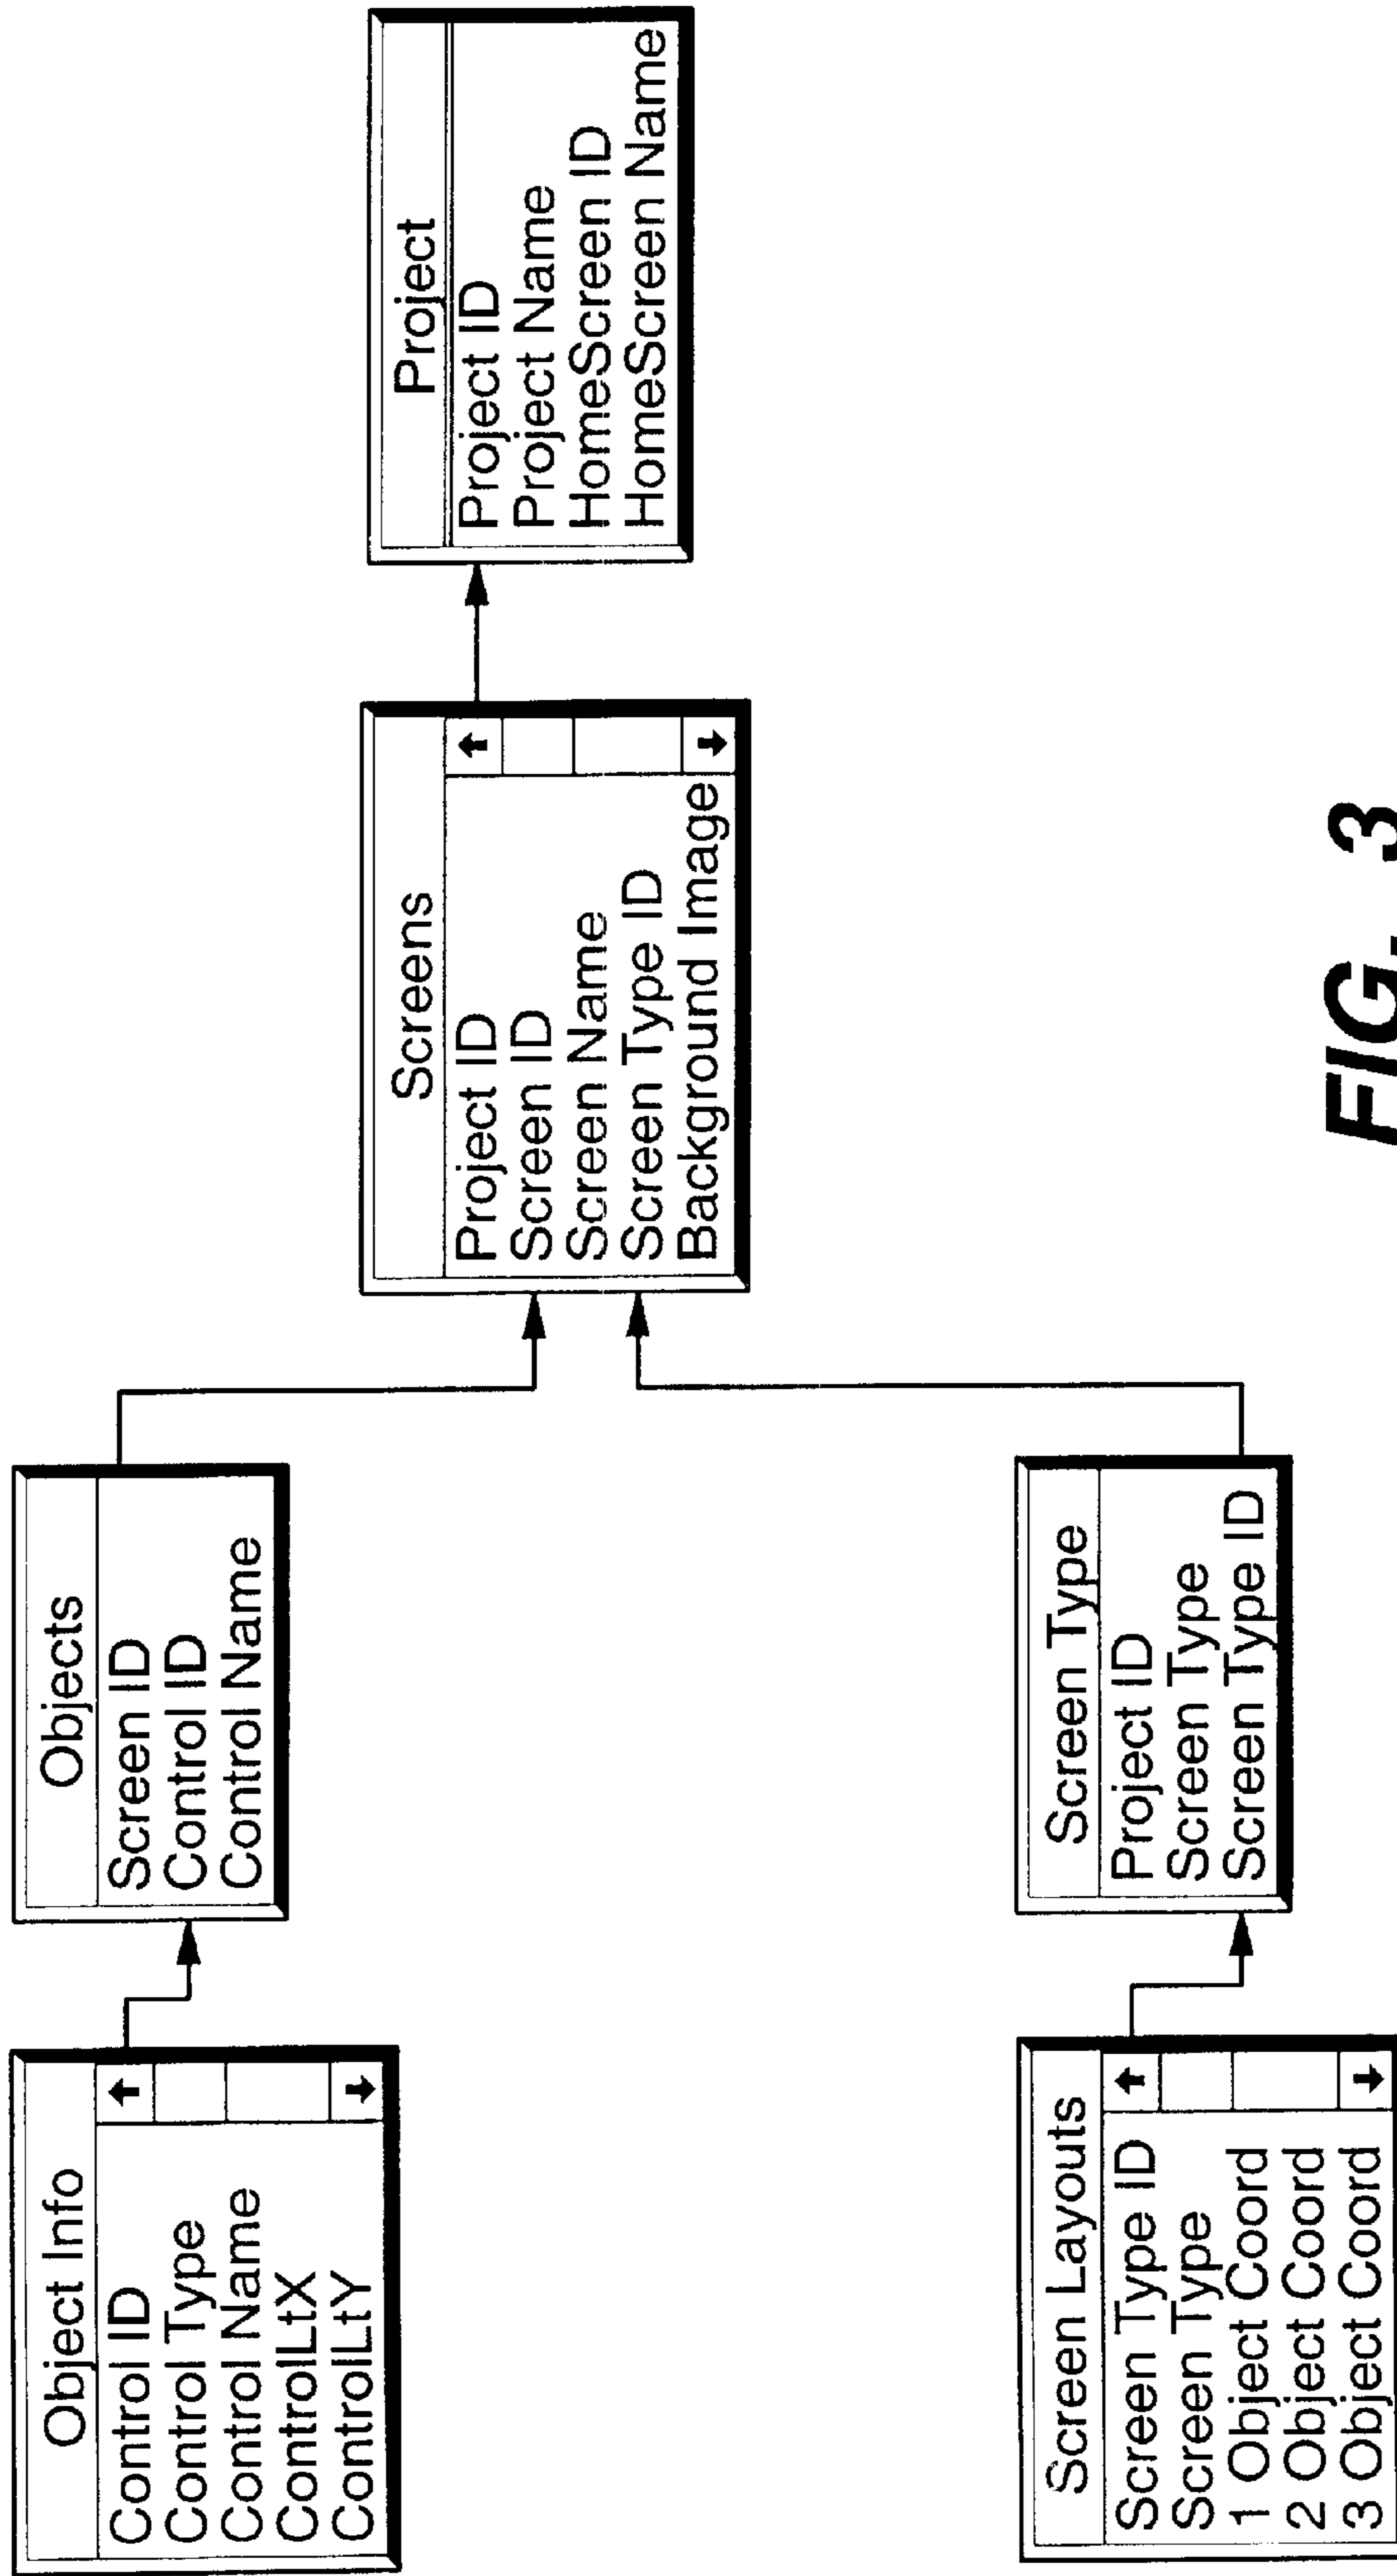 Object Info
Control ID
Control Type
Control Name
ControlLtX
ControlLtY
Objects
Screen ID
Control ID
Control Name
Screens
Project ID
Screen ID
Screen Name
Screen Type ID
Background Image
Project
Project ID
Project Name
HomeScreen ID
HomeScreen Name
Screen Layouts
Screen Type ID
Screen Type
1 Object Coord
2 Object Coord
3 Object Coord
Screen Type
Project ID
Screen Type
Screen Type ID
FIG. 3